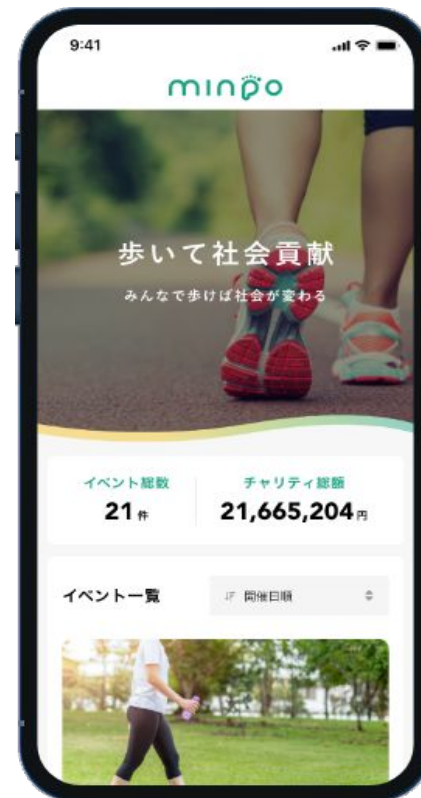 9:41
minpo
歩いて社会貢献
みんなで歩けば社会が変わる
イベント総数
21件
チャリティ総額
21,665,204円
イベント一覧
開催日順